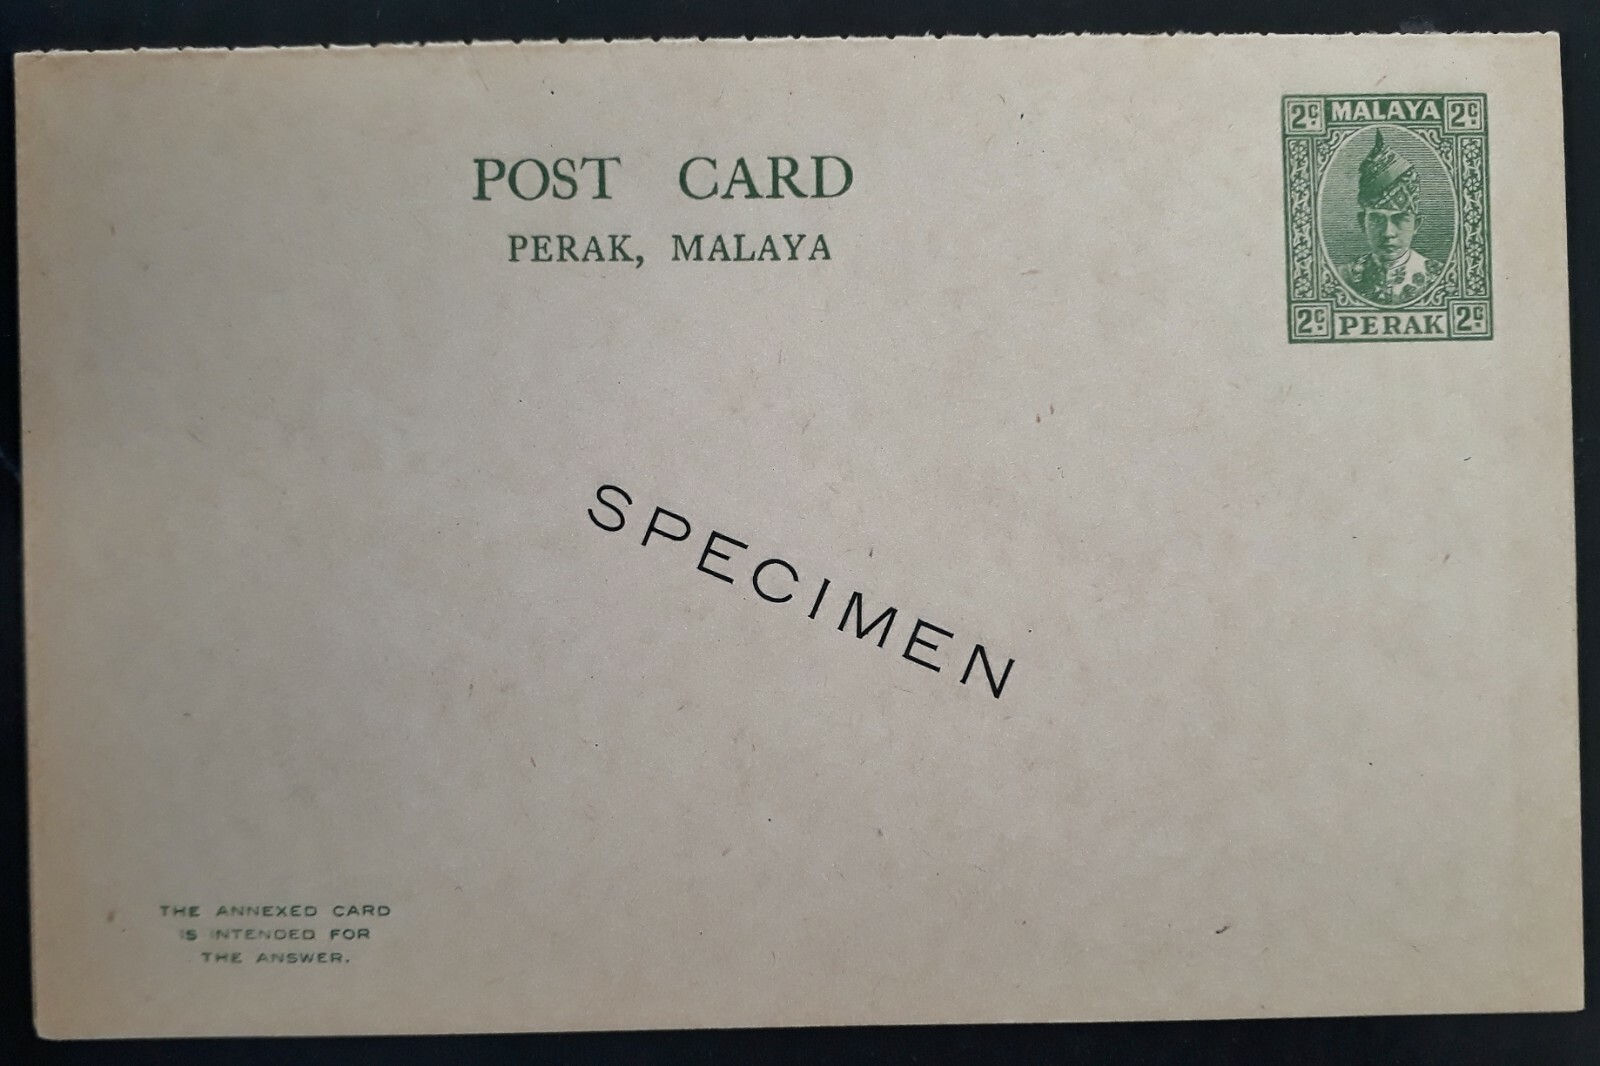 2C. MALAYA 2C.
POST CARD
PERAK, MALAYA
2C. PERAK 2C.
SPECIMEN
THE ANNEXED CARD
IS INTENDED FOR
THE ANSWER.